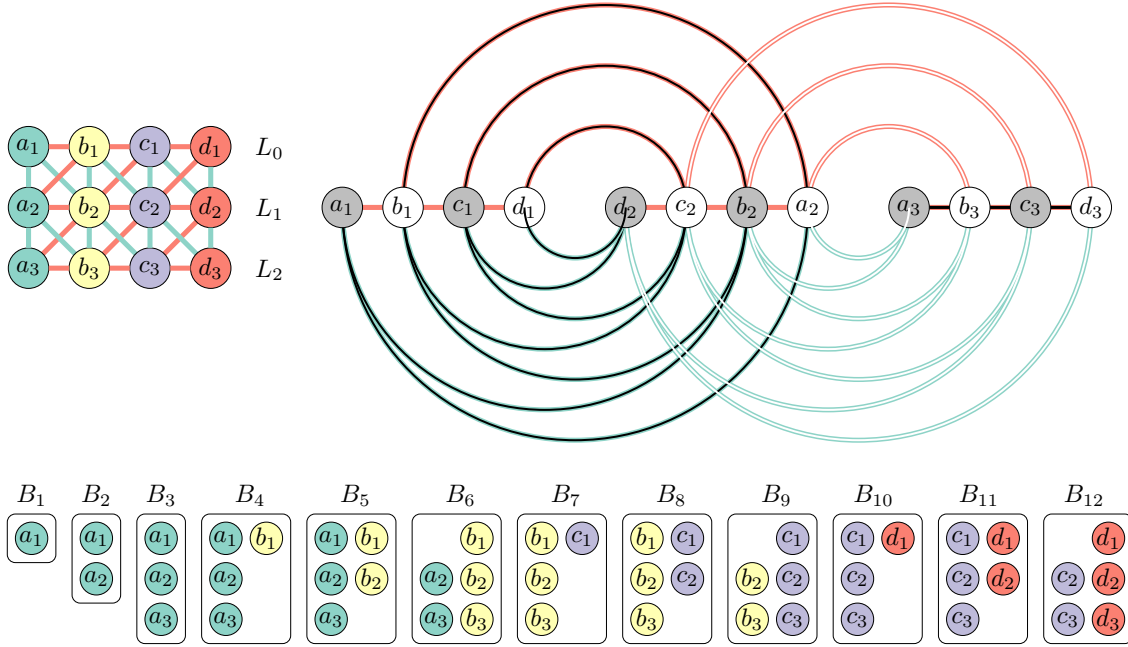 a₁ b₁ c₁ d₁ L₀
a₂ b₂ c₂ d₂ L₁
a₃ b₃ c₃ d₃ L₂
a₁ b₁ c₁ d₁ d₂ c₂ b₂ a₂ a₃ b₃ c₃ d₃
B₁ B₂ B₃ B₄ B₅ B₆ B₇ B₈ B₉ B₁₀ B₁₁ B₁₂
a₁ a₁ a₁ a₁ b₁ a₁ b₁ b₁ b₁ c₁ b₁ c₁ c₁ c₁ d₁ c₁ d₁ d₁
a₂ a₂ a₂ a₂ b₂ a₂ b₂ b₂ b₂ c₂ b₂ c₂ c₂ c₂ d₂ c₂ d₂
a₃ a₃ a₃ a₃ b₃ b₃ b₃ b₃ c₃ c₃ c₃ c₃ d₃